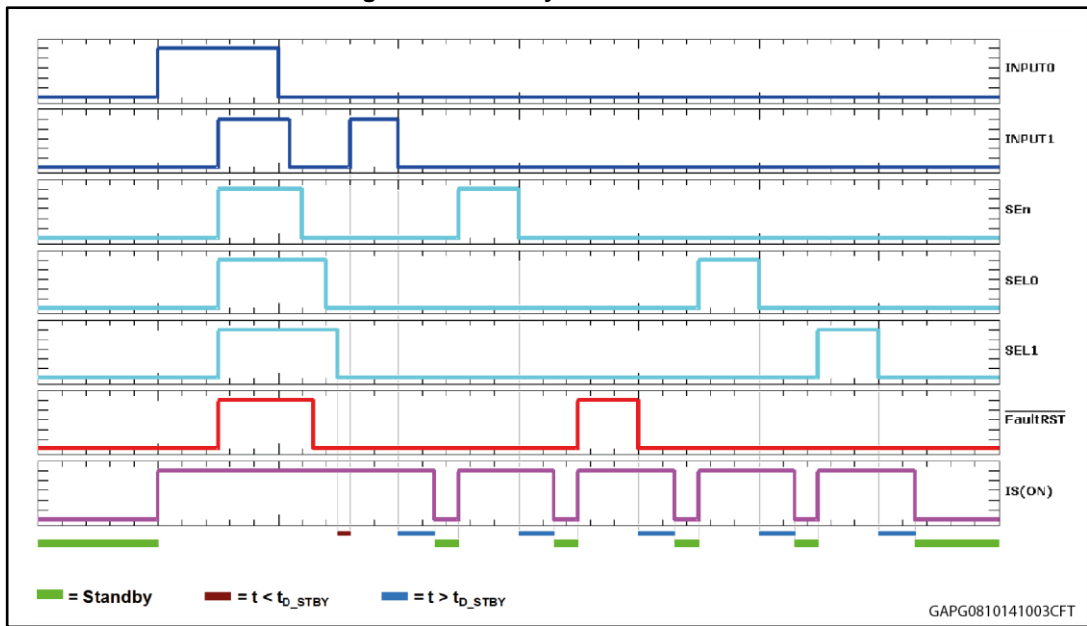 INPUT0
INPUT1
SEn
SEL0
SEL1
FaultRST
IS(ON)
= Standby = t < tD_STBY = t > tD_STBY
GAPG0810141003CFT